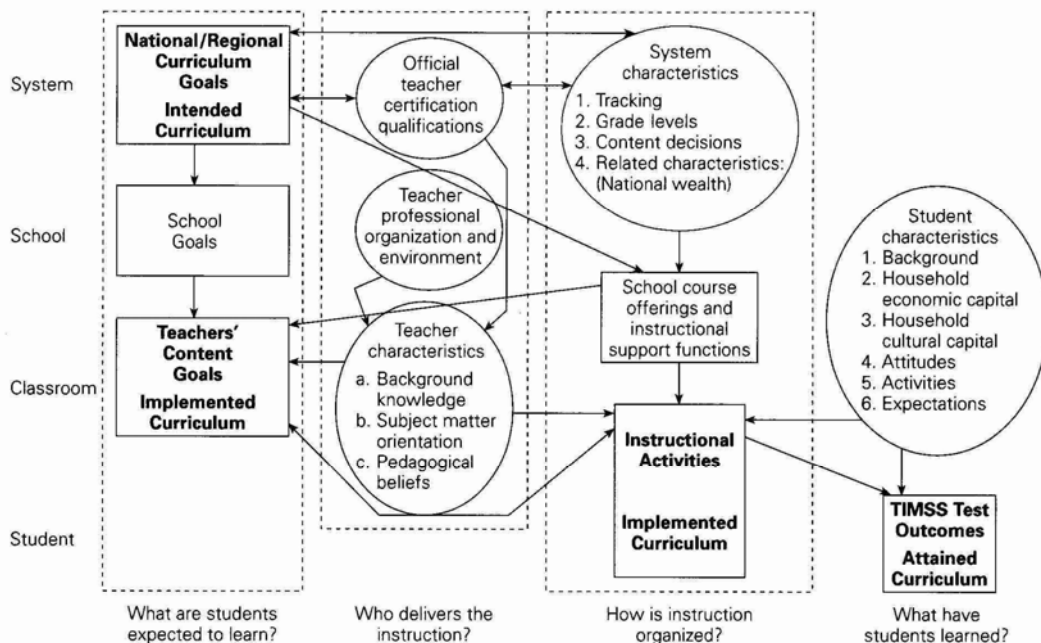 System
School
Classroom
Student
National/Regional
Curriculum
Goals
Intended
Curriculum
School
Goals
Teachers'
Content
Goals
Implemented
Curriculum
What are students
expected to learn?
Official
teacher
certification
qualifications
Teacher
professional
organization and
environment
Teacher
characteristics
a. Background
knowledge
b. Subject matter
orientation
c. Pedagogical
beliefs
Who delivers the
instruction?
System
characteristics
1. Tracking
2. Grade levels
3. Content decisions
4. Related characteristics:
(National wealth)
School course
offerings and
instructional
support functions
Instructional
Activities
Implemented
Curriculum
How is instruction
organized?
Student
characteristics
1. Background
2. Household
economic capital
3. Household
cultural capital
4. Attitudes
5. Activities
6. Expectations
TIMSS Test
Outcomes
Attained
Curriculum
What have
students learned?